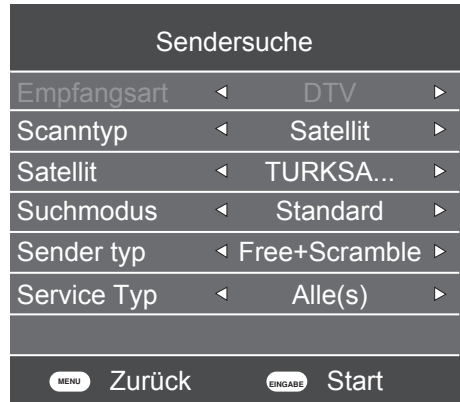 Sendersuche
Empfangsart DTV
Scanntyp Satellit
Satellit TURKSA...
Suchmodus Standard
Sender typ Free+Scramble
Service Typ Alle(s)
MENU Zurück EINGABE Start